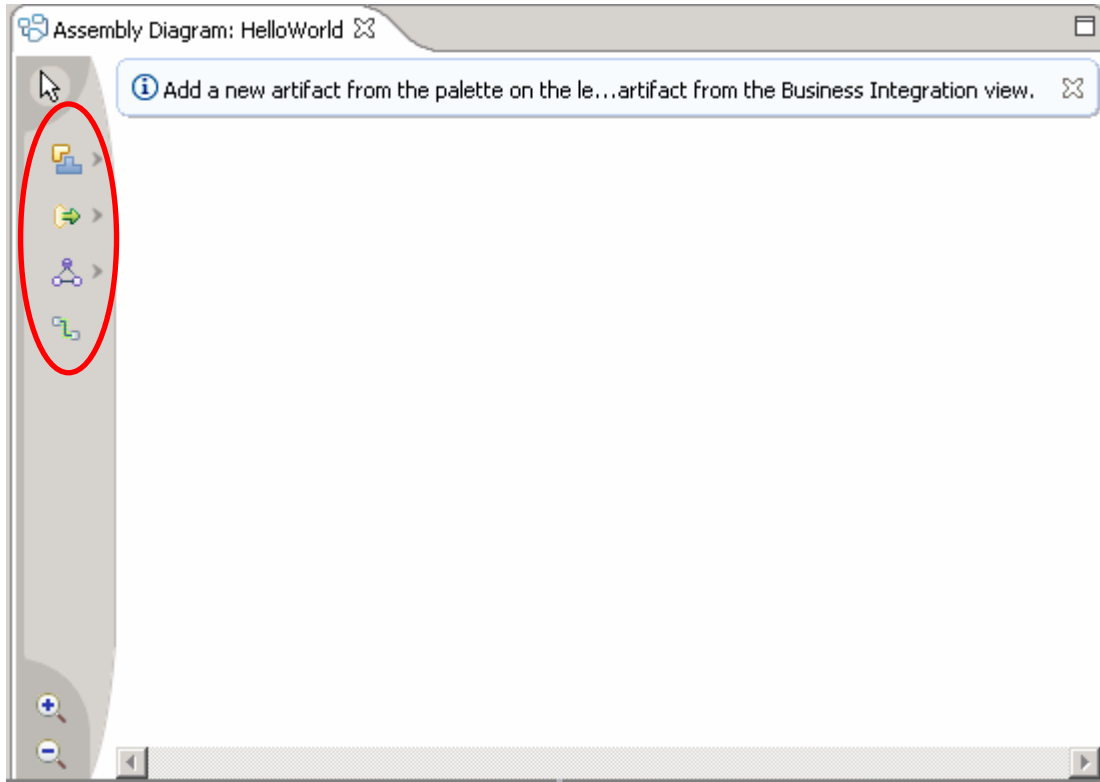 Assembly Diagram: HelloWorld
Add a new artifact from the palette on the le...artifact from the Business Integration view.